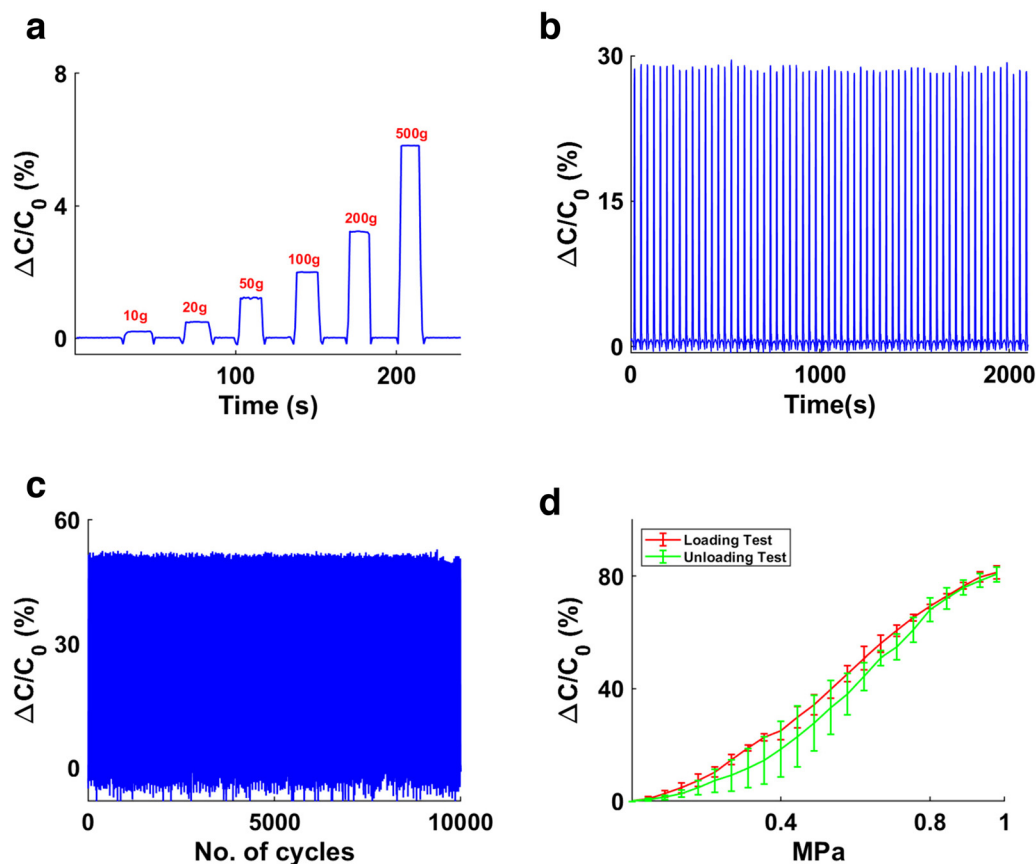 a
8
4
0
ΔC/C0 (%)
10g
20g
50g
100g
200g
500g
100
200
Time (s)
b
30
15
0
ΔC/C0 (%)
0
1000
2000
Time(s)
c
60
30
0
ΔC/C0 (%)
0
5000
10000
No. of cycles
d
Loading Test
Unloading Test
80
40
0
ΔC/C0 (%)
0.4
0.8
1
MPa